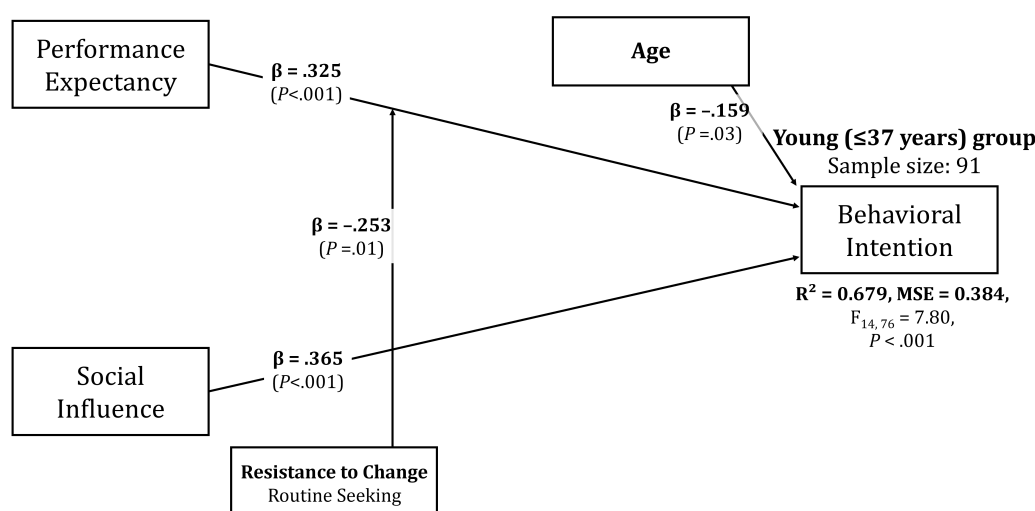 Performance
Expectancy
β = .325
(P<.001)
Age
β = –.159
(P =.03)
Young (≤37 years) group
Sample size: 91
Behavioral
Intention
R² = 0.679, MSE = 0.384,
F₁₄, ₇₆ = 7.80,
P < .001
β = –.253
(P =.01)
β = .365
(P<.001)
Social
Influence
Resistance to Change
Routine Seeking